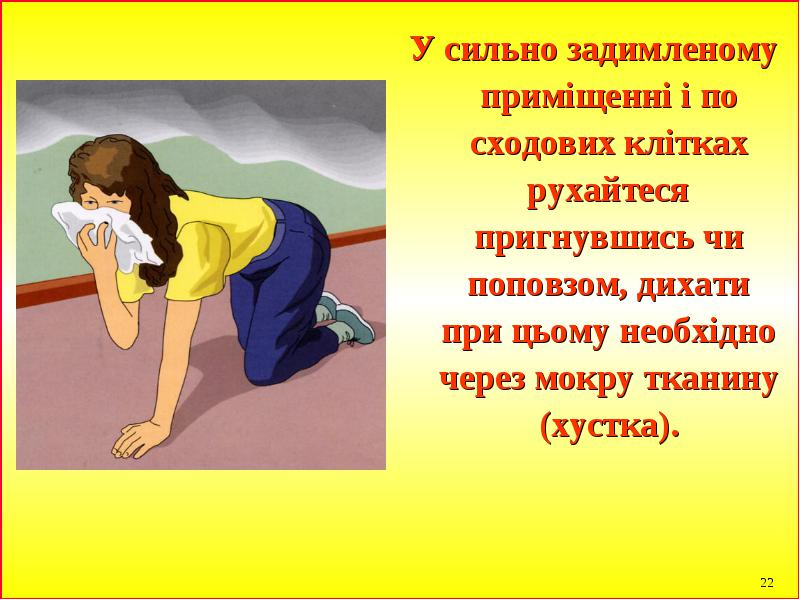 У сильно задимленому
приміщенні і по
сходових клітках
рухайтеся
пригнувшись чи
поповзом, дихати
при цьому необхідно
через мокру тканину
(хустка).
22